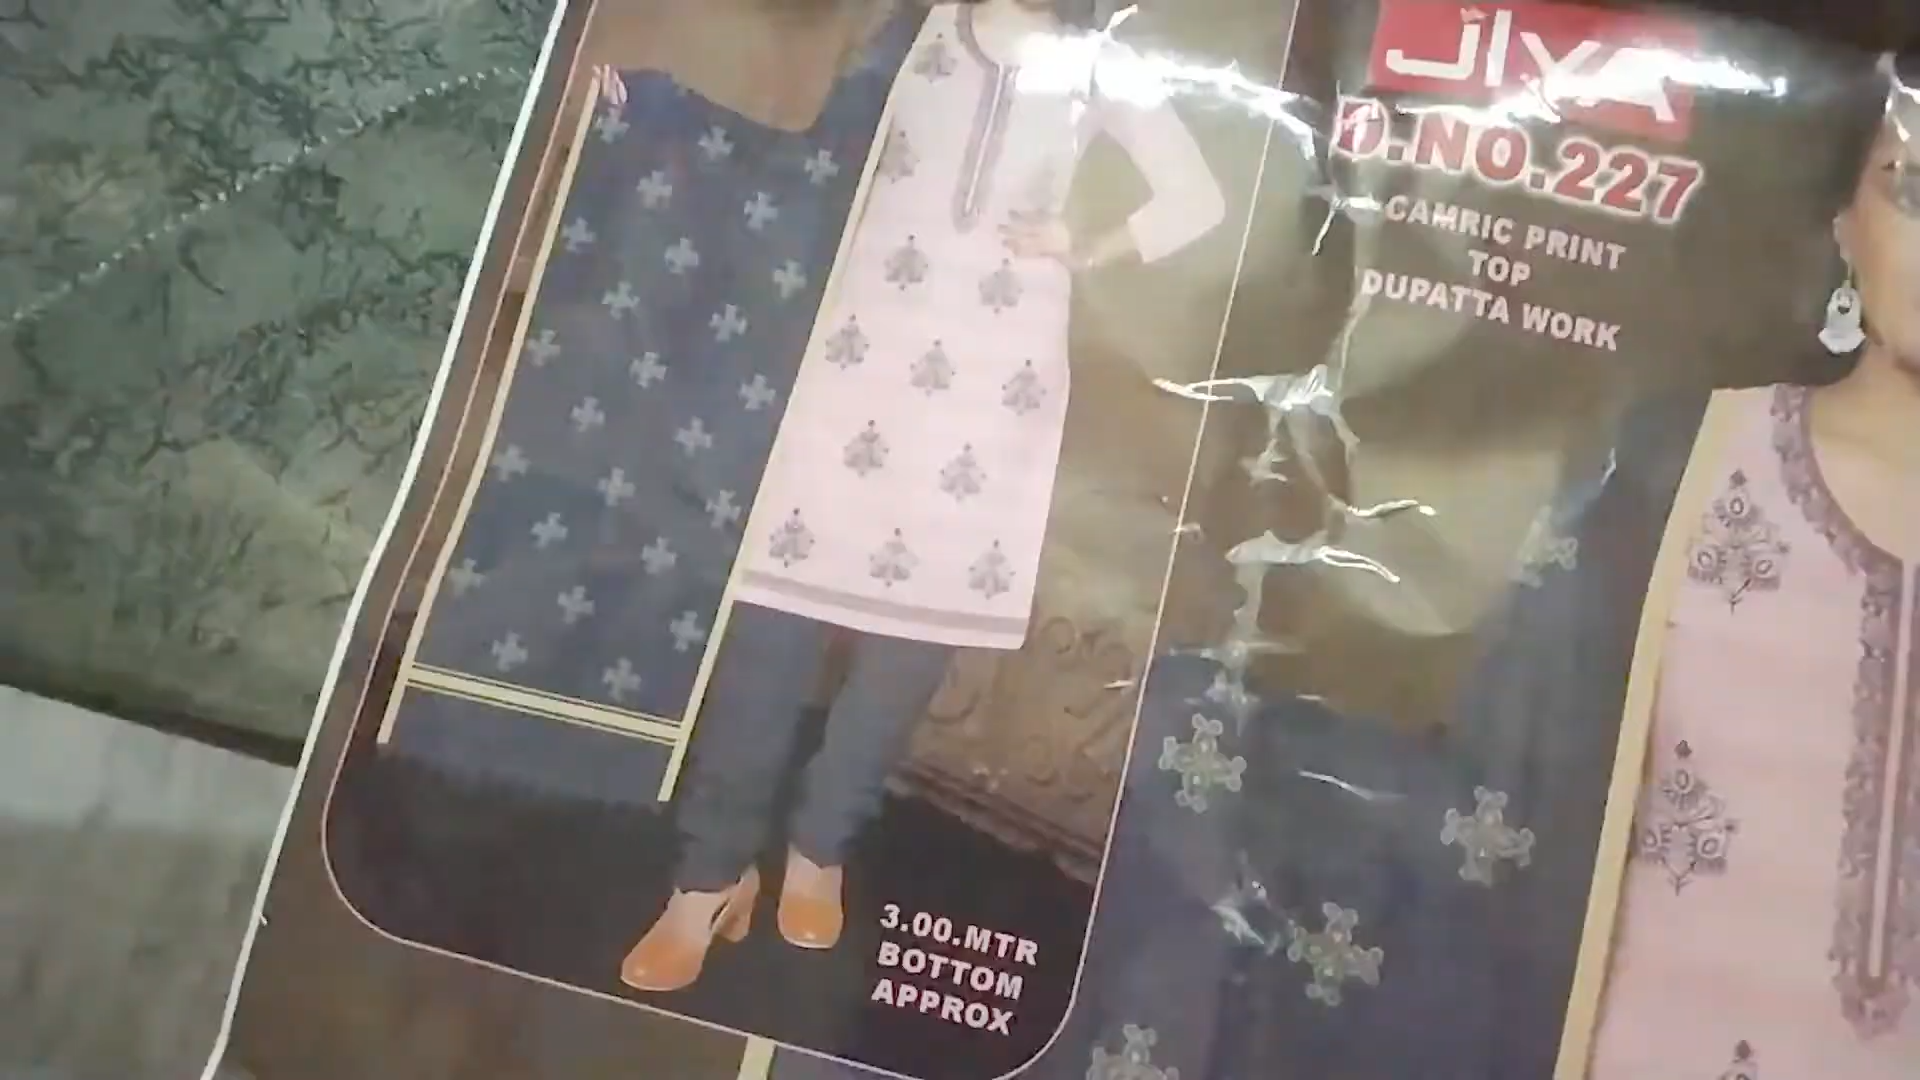 JIYA
D.NO.227
CAMRIC PRINT
TOP
DUPATTA WORK
3.00.MTR
BOTTOM
APPROX